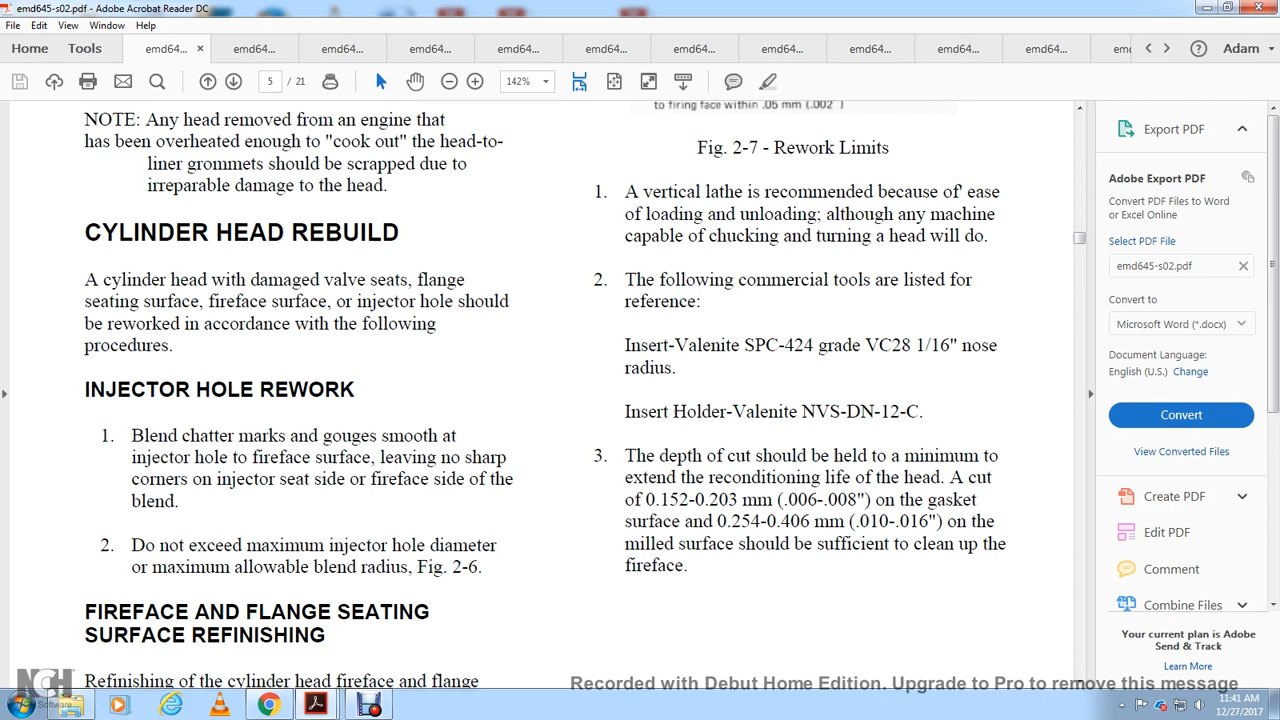 emd645-s02.pdf - Adobe Acrobat Reader DC
File Edit View Window Help
Home Tools emd64... × emd64... emd64... emd64... emd64... emd64... emd64... emd64... emd64... emd64... emd64... em Adam
5 / 21 142%
NOTE: Any head removed from an engine that
has been overheated enough to "cook out" the head-to-
liner grommets should be scrapped due to
irreparable damage to the head.
CYLINDER HEAD REBUILD
A cylinder head with damaged valve seats, flange
seating surface, fireface surface, or injector hole should
be reworked in accordance with the following
procedures.
INJECTOR HOLE REWORK
1. Blend chatter marks and gouges smooth at
injector hole to fireface surface, leaving no sharp
corners on injector seat side or fireface side of the
blend.
2. Do not exceed maximum injector hole diameter
or maximum allowable blend radius, Fig. 2-6.
FIREFACE AND FLANGE SEATING
SURFACE REFINISHING
Refinishing of the cylinder head fireface and flange
to firing face within .05 mm (.002")
Fig. 2-7 - Rework Limits
1. A vertical lathe is recommended because of' ease
of loading and unloading; although any machine
capable of chucking and turning a head will do.
2. The following commercial tools are listed for
reference:
Insert-Valenite SPC-424 grade VC28 1/16" nose
radius.
Insert Holder-Valenite NVS-DN-12-C.
3. The depth of cut should be held to a minimum to
extend the reconditioning life of the head. A cut
of 0.152-0.203 mm (.006-.008") on the gasket
surface and 0.254-0.406 mm (.010-.016") on the
milled surface should be sufficient to clean up the
fireface.
Export PDF
Adobe Export PDF
Convert PDF Files to Word
or Excel Online
Select PDF File
emd645-s02.pdf
Convert to
Microsoft Word (*.docx)
Document Language:
English (U.S.) Change
Convert
View Converted Files
Create PDF
Edit PDF
Comment
Combine Files
Your current plan is Adobe
Send & Track
Learn More
NCH
Software
Recorded with Debut Home Edition. Upgrade to Pro to remove this message
11:41 AM
12/27/2017